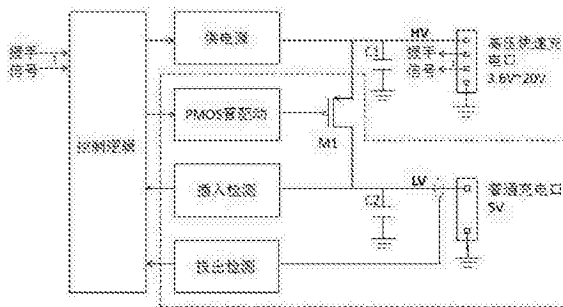 握手
信号
控制逻辑
供电源
PMOS管驱动
插入检测
拔出检测
M1
C1
HV
握手
信号
高压快速充
电口
3.6V~20V
C2
LV
普通充电口
5V